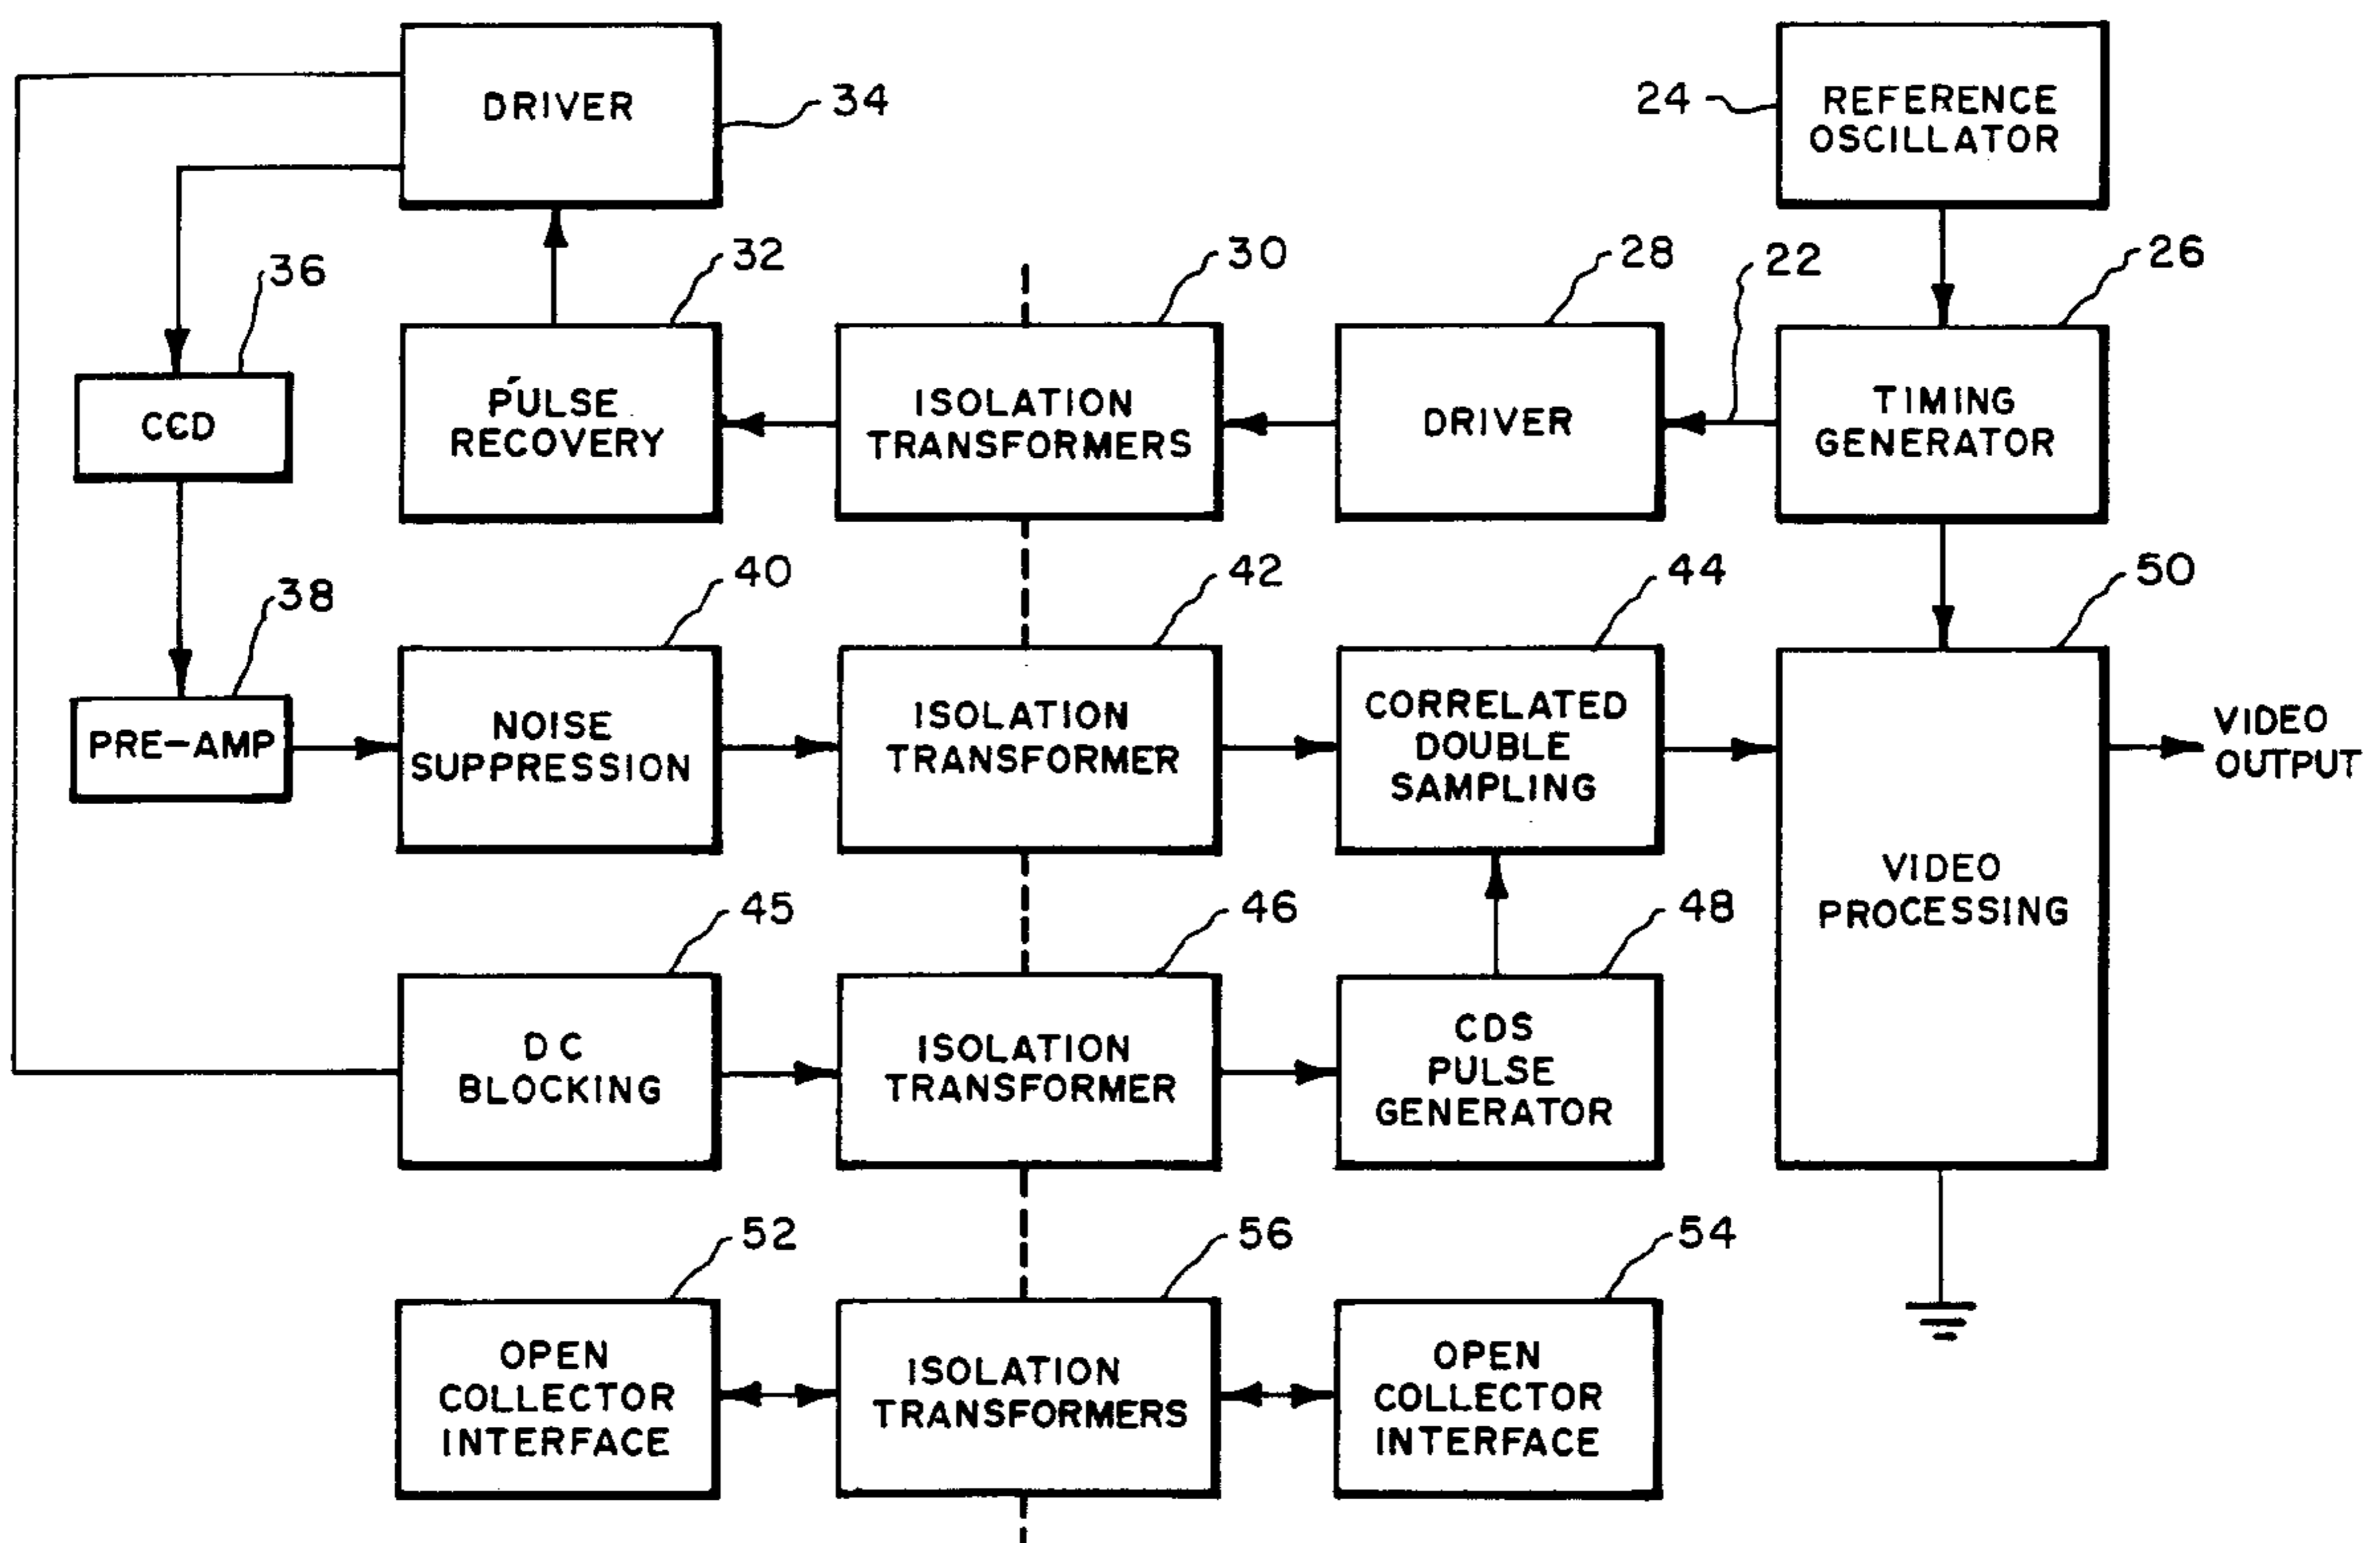 DRIVER
34
24
REFERENCE
OSCILLATOR
36
32
30
28
22
26
CCD
PULSE
RECOVERY
ISOLATION
TRANSFORMERS
DRIVER
TIMING
GENERATOR
38
40
42
44
50
PRE-AMP
NOISE
SUPPRESSION
ISOLATION
TRANSFORMER
CORRELATED
DOUBLE
SAMPLING
VIDEO
OUTPUT
VIDEO
PROCESSING
45
46
48
DC
BLOCKING
ISOLATION
TRANSFORMER
CDS
PULSE
GENERATOR
52
56
54
OPEN
COLLECTOR
INTERFACE
ISOLATION
TRANSFORMERS
OPEN
COLLECTOR
INTERFACE